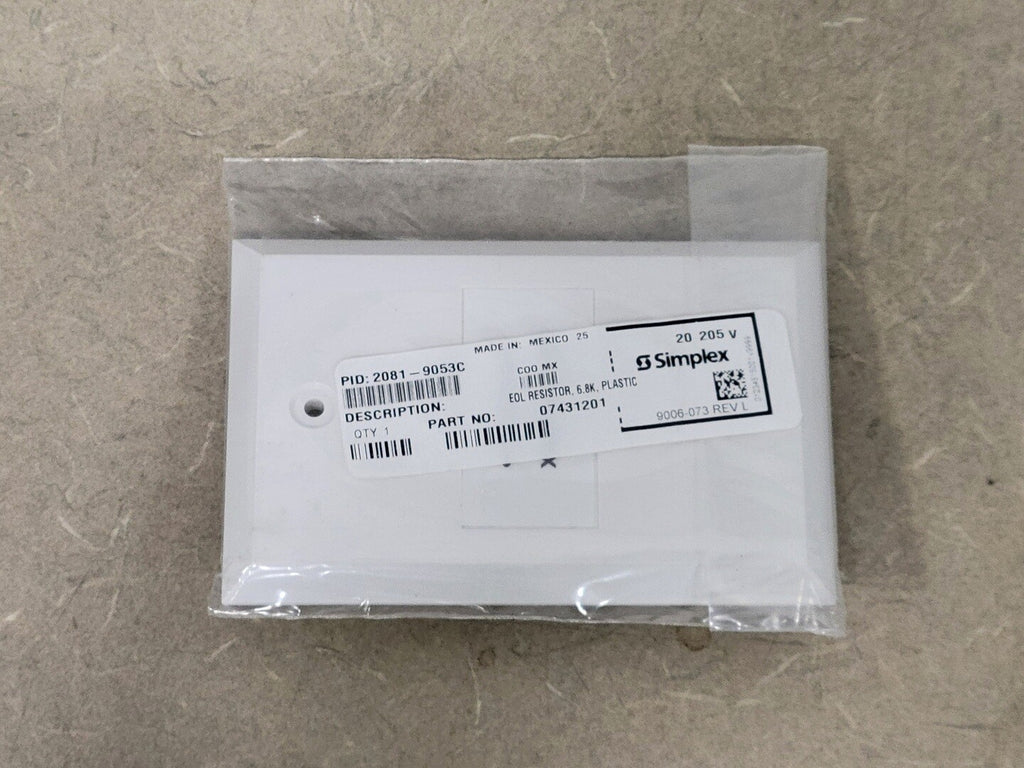 MADE IN: MEXICO 25
20 205 V
PID: 2081-9053C
COO MX
Simplex
EOL RESISTOR, 6.8K, PLASTIC
DESCRIPTION:
PART NO: 07431201
QTY 1
9006-073 REV L